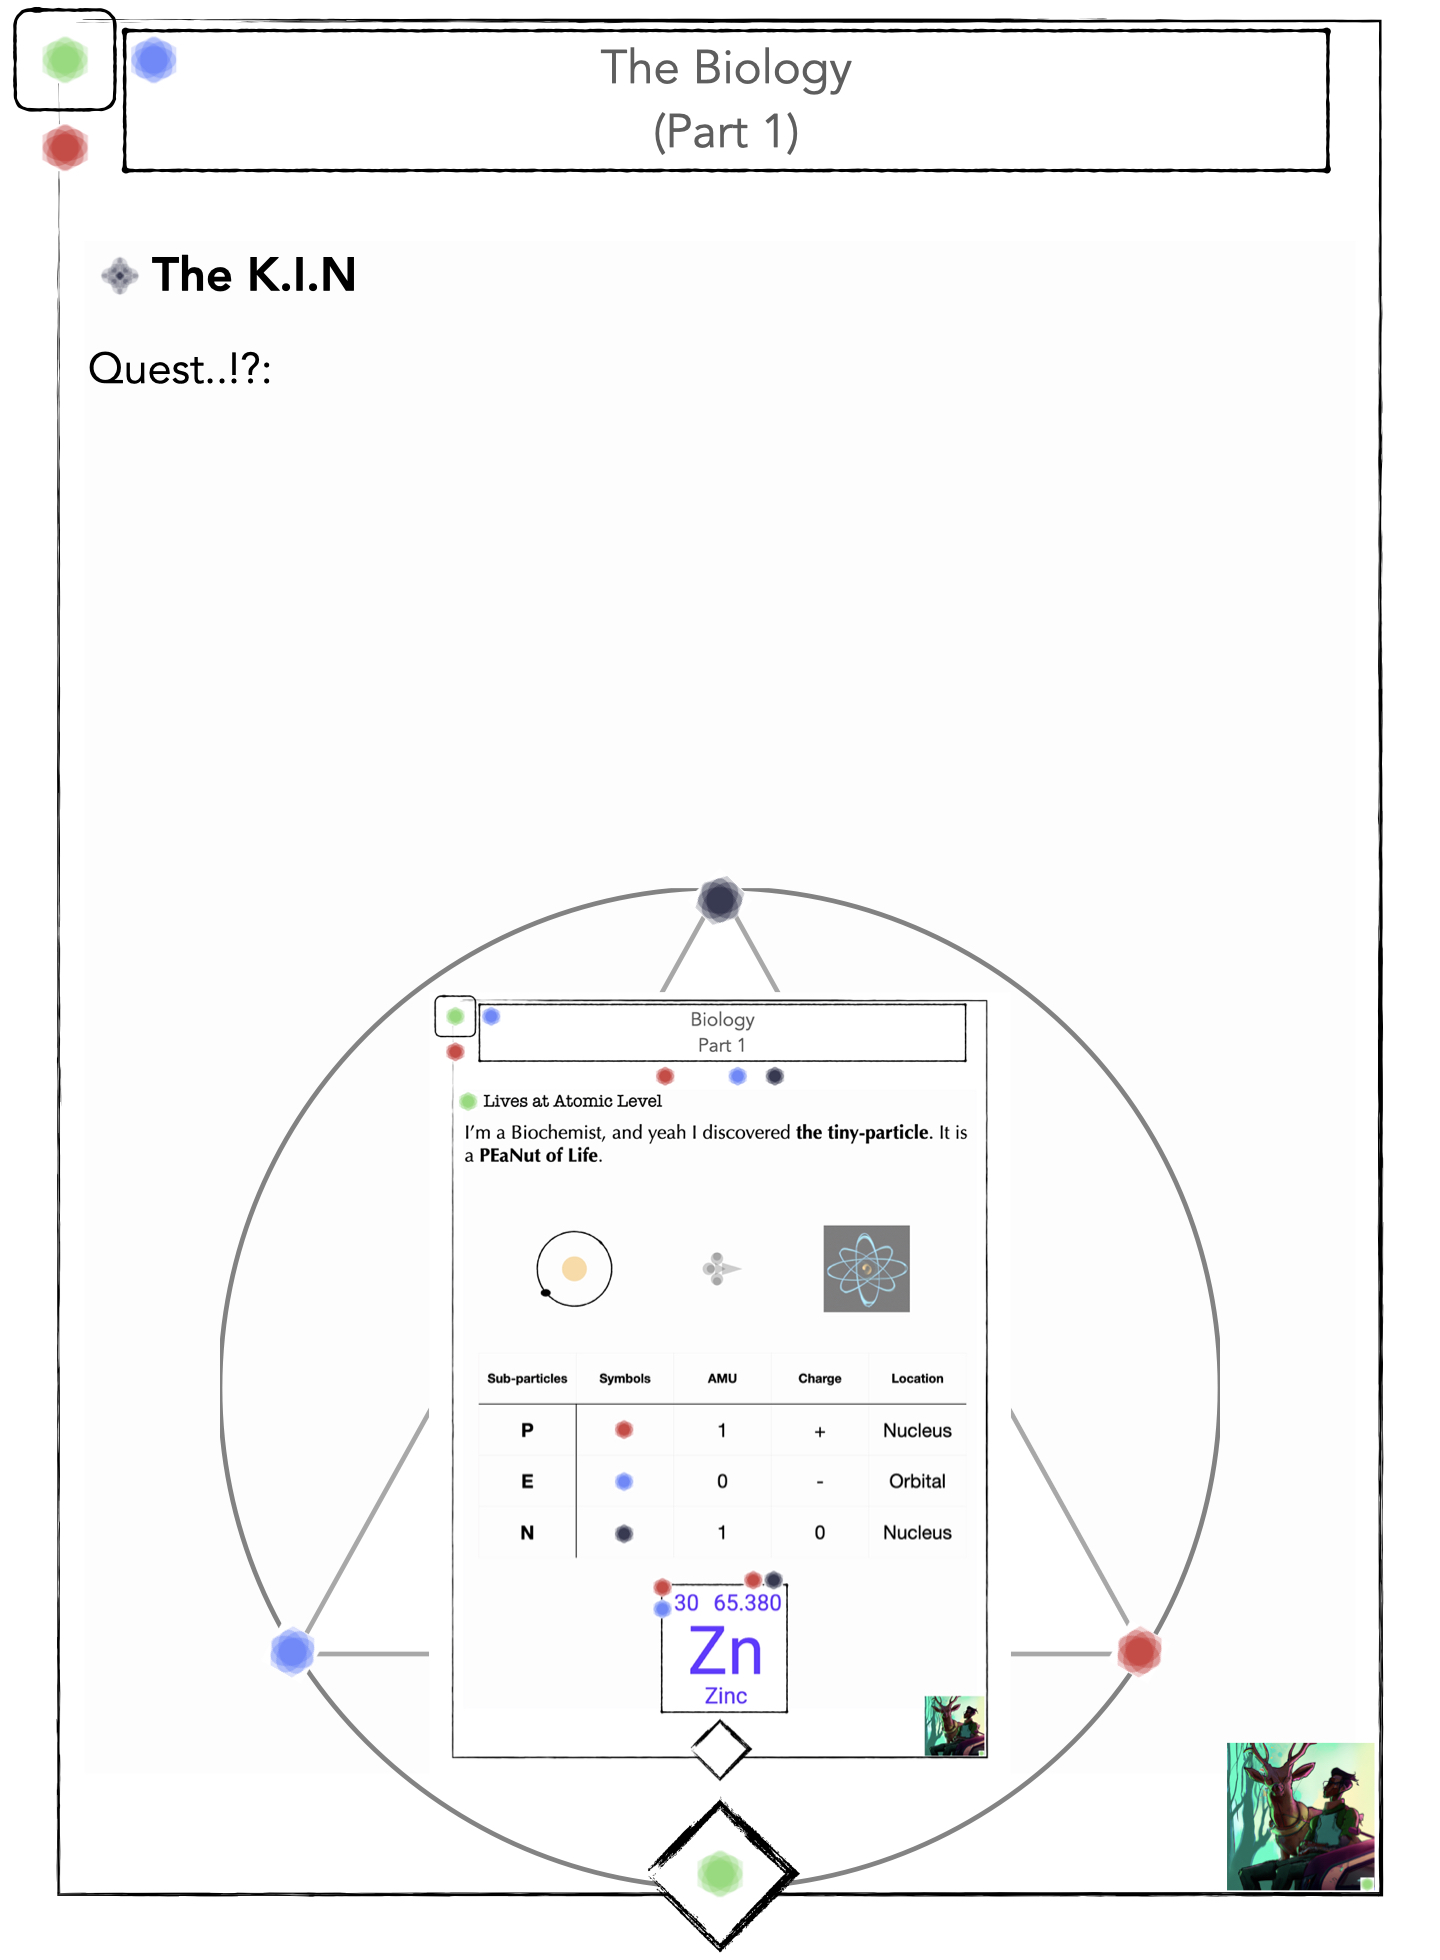 The Biology
(Part 1)
The K.I.N
Quest..!?:
Biology
Part 1
Lives at Atomic Level
I'm a Biochemist, and yeah I discovered the tiny-particle. It is
a PEaNut of Life.
Sub-particles Symbols AMU Charge Location
P 1 + Nucleus
E 0 - Orbital
N 1 0 Nucleus
30 65.380
Zn
Zinc